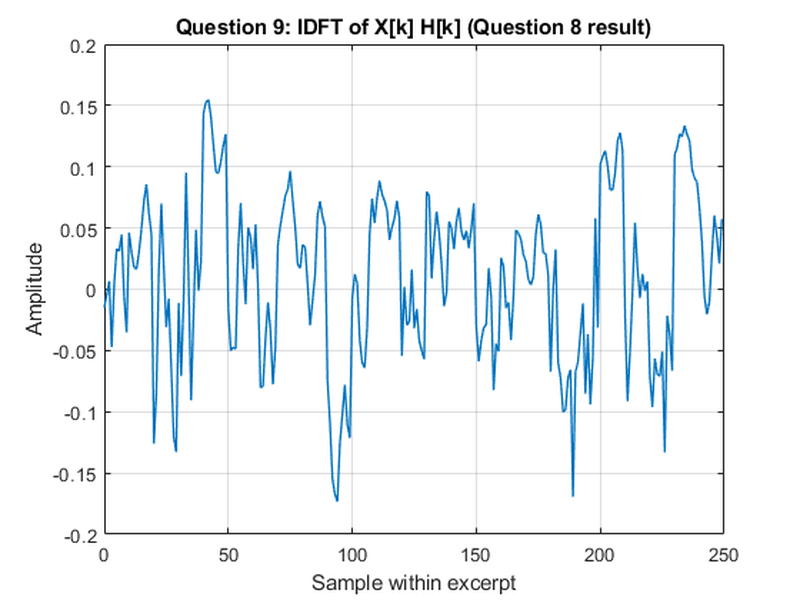 Question 9: IDFT of X[k] H[k] (Question 8 result)
0.2
0.15
0.1
0.05
0
-0.05
-0.1
-0.15
-0.2
Amplitude
0 50 100 150 200 250
Sample within excerpt